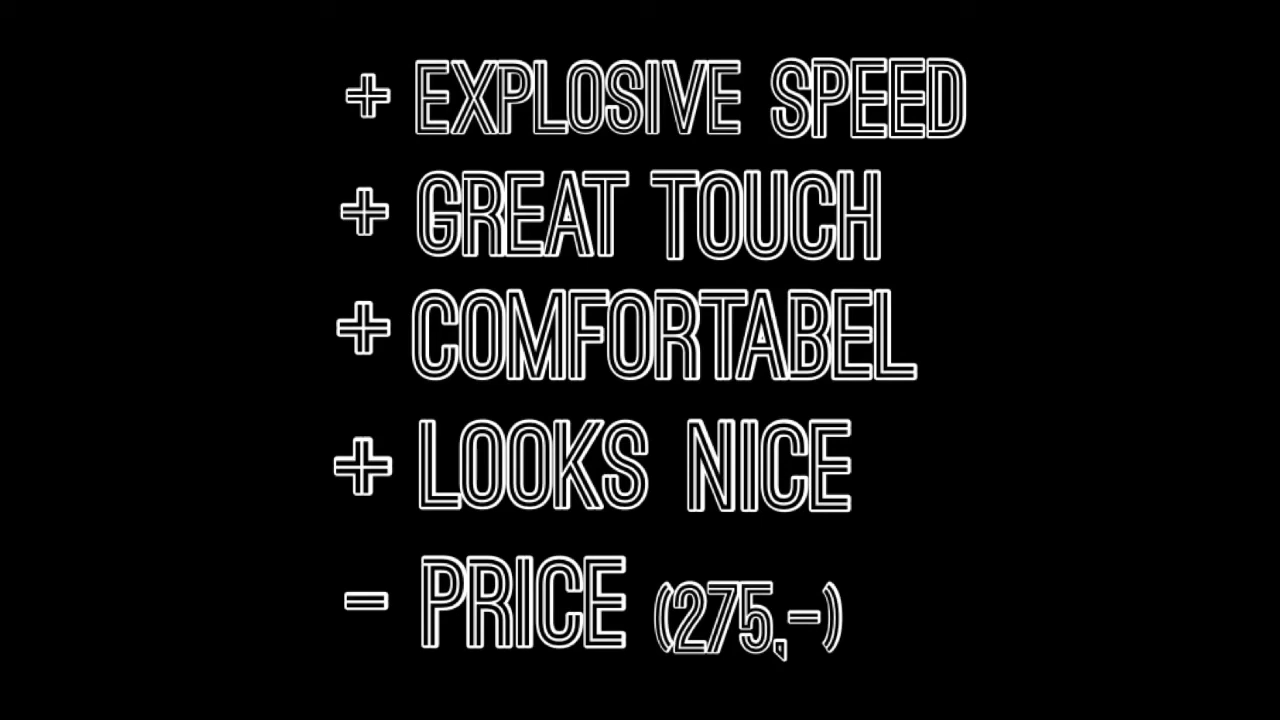 + EXPLOSIVE SPEED
+ GREAT TOUCH
+ COMFORTABEL
+ LOOKS NICE
- PRICE (275,-)